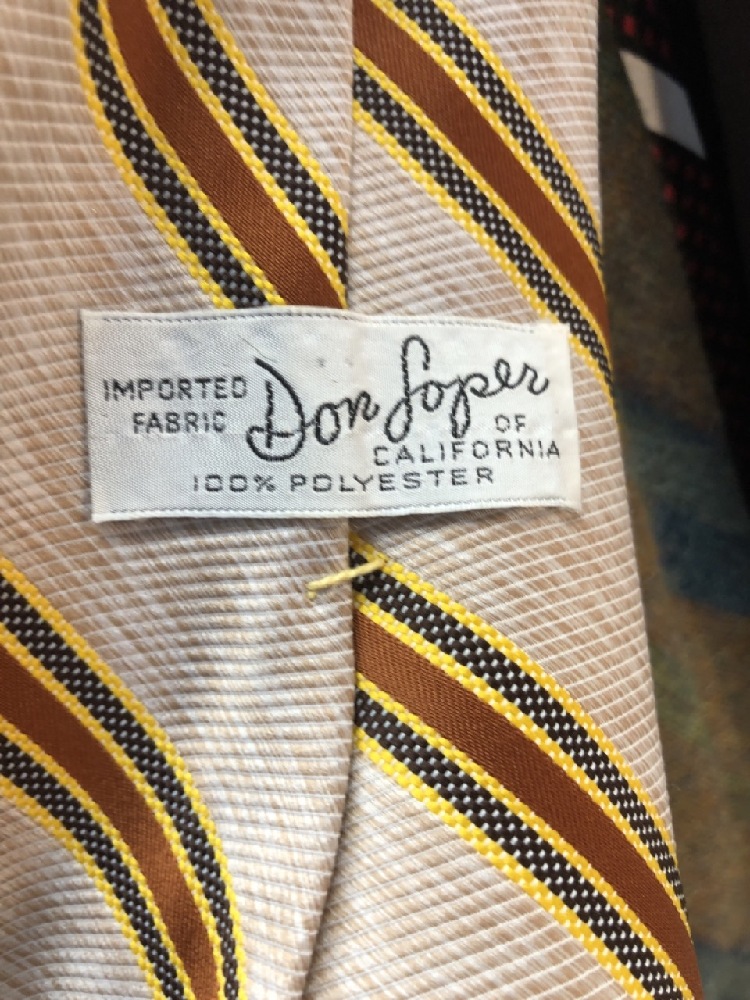 IMPORTED
FABRIC
Don Loper
OF
CALIFORNIA
100% POLYESTER